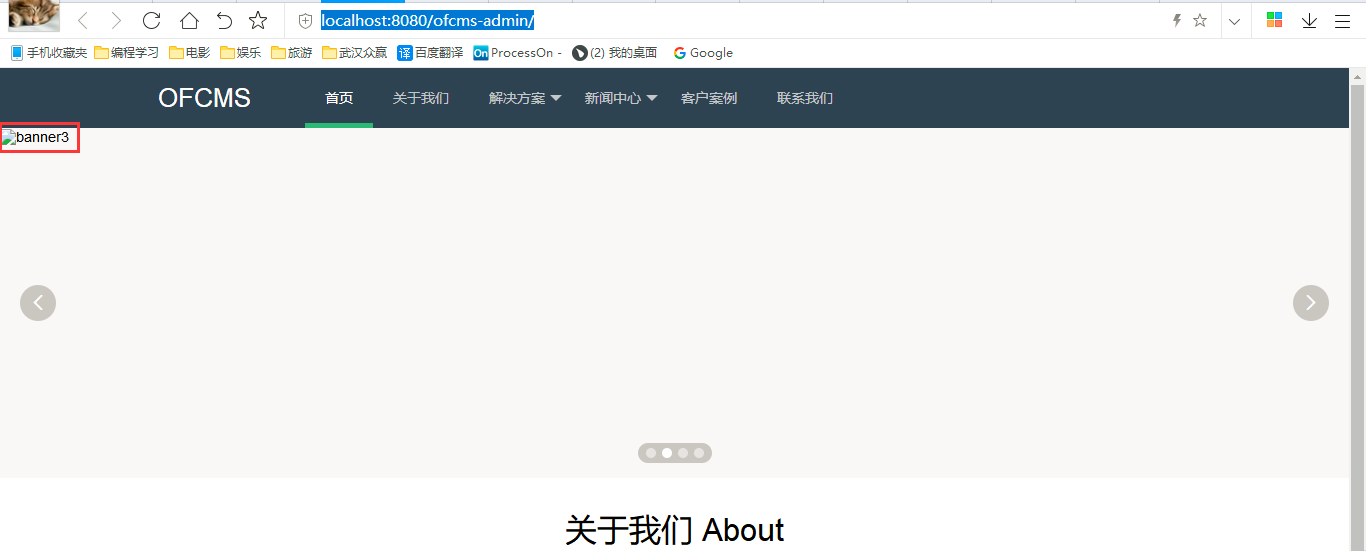 localhost:8080/ofcms-admin/
手机收藏夹 编程学习 电影 娱乐 旅游 武汉众赢 译 百度翻译 On ProcessOn - (2) 我的桌面 Google
OFCMS 首页 关于我们 解决方案 新闻中心 客户案例 联系我们
banner3
关于我们 About